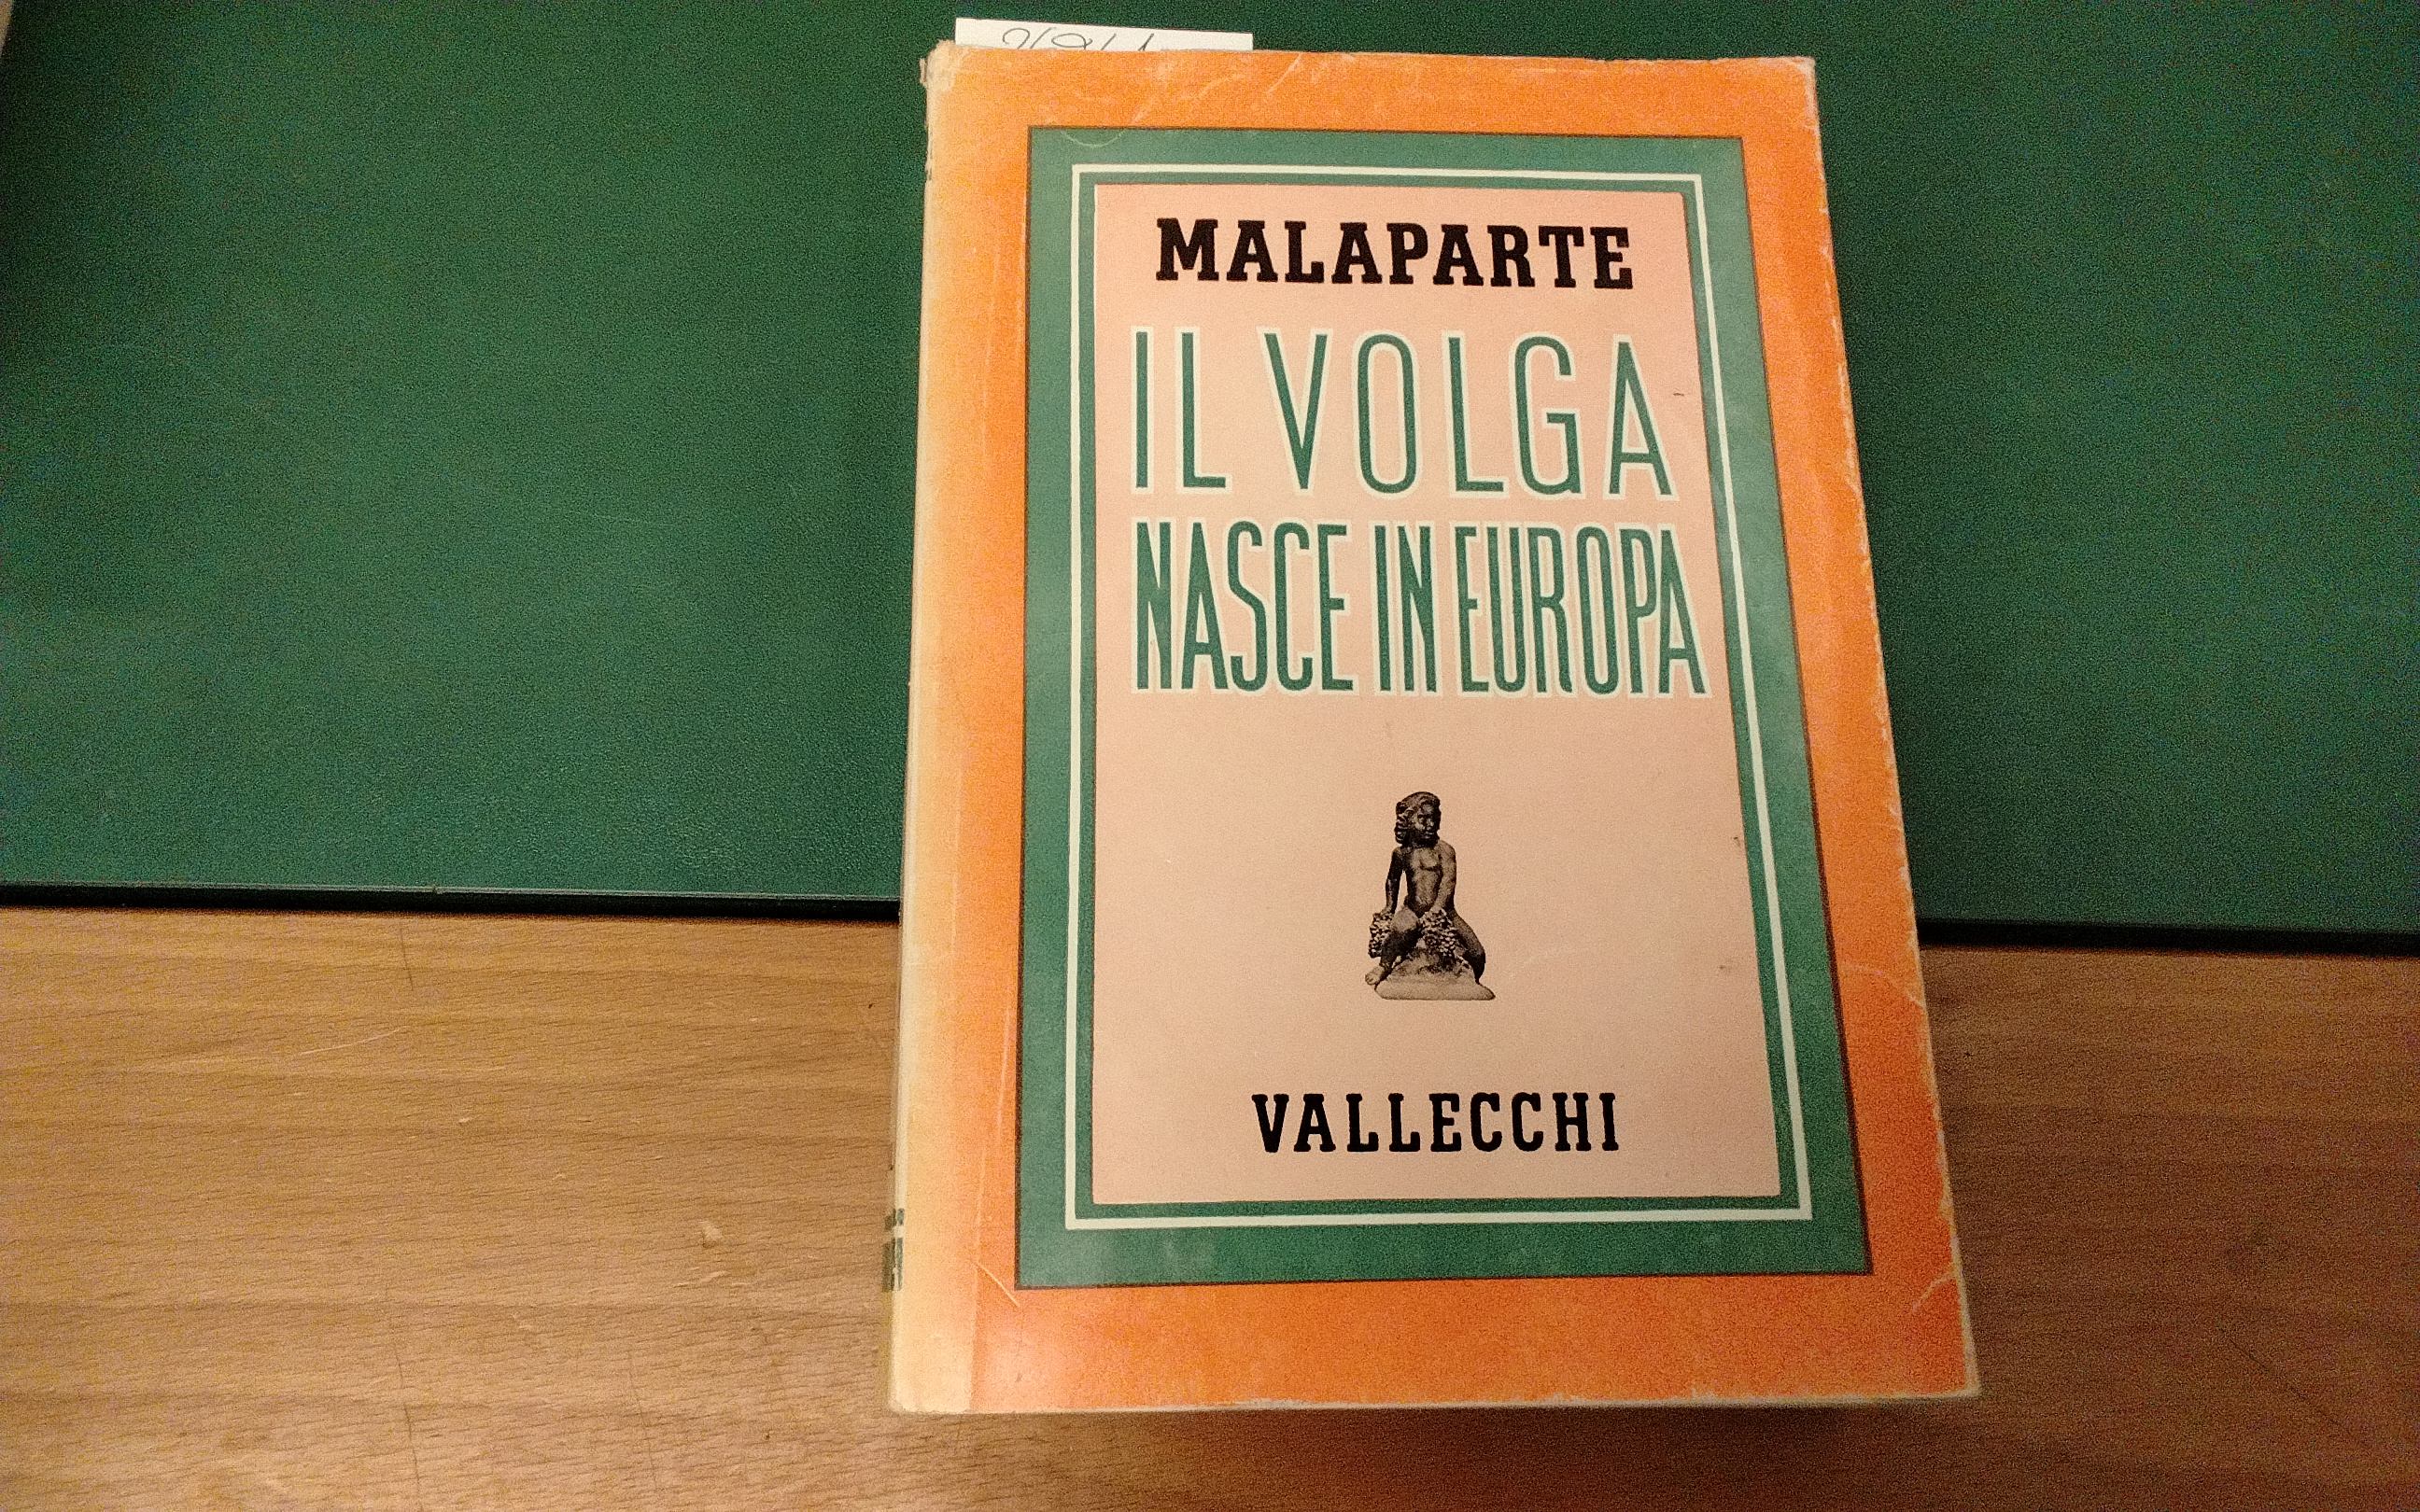 MALAPARTE
IL VOLGA
NASCE IN EUROPA
VALLECCHI